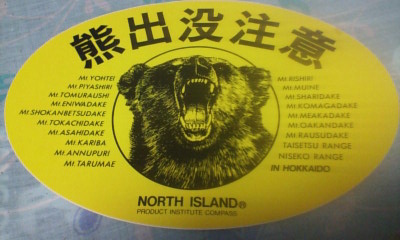 熊出没注意
Mt.YOHTEI
Mt.PIYASHIRI
Mt.TOMURAUSHI
Mt.ENIWADAKE
Mt.SHOKANBETSUDAKE
Mt.TOKACHIDAKE
Mt.ASAHIDAKE
Mt.KARIBA
Mt.ANNUPURI
Mt.TARUMAE
Mt.RISHIRI
Mt.MUINE
Mt.SHARIDAKE
Mt.KOMAGADAKE
Mt.MEAKADAKE
Mt.OAKANDAKE
Mt.RAUSUDAKE
TAISETSU RANGE
NISEKO RANGE
IN HOKKAIDO
NORTH ISLAND®
PRODUCT INSTITUTE COMPASS